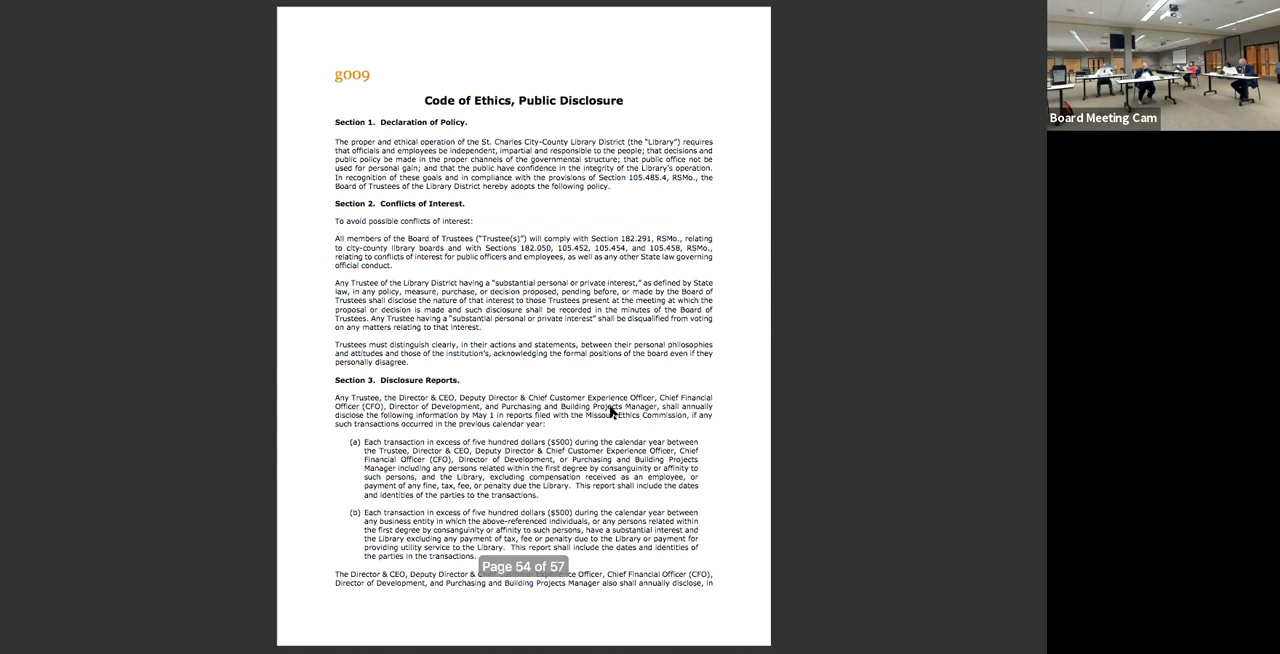 g009
Code of Ethics, Public Disclosure
Section 1. Declaration of Policy.
The proper and ethical operation of the St. Charles City-County Library District (the “Library”) requires
that officials and employees be independent, impartial and responsible to the people; that decisions and
public policy be made in the proper channels of the governmental structure; that public office not be
used for personal gain; and that the public have confidence in the integrity of the Library’s operation.
In recognition of these goals and in compliance with the provisions of Section 105.485.4, RSMo., the
Board of Trustees of the Library District hereby adopts the following policy.
Section 2. Conflicts of Interest.
To avoid possible conflicts of interest:
All members of the Board of Trustees (“Trustee(s)”) will comply with Section 182.291, RSMo., relating
to city-county library boards and with Sections 182.050, 105.452, 105.454, and 105.458, RSMo.,
relating to conflicts of interest for public officers and employees, as well as any other State law governing
official conduct.
Any Trustee of the Library District having a “substantial personal or private interest,” as defined by State
law, in any policy, measure, purchase, or decision proposed, pending before, or made by the Board of
Trustees shall disclose the nature of that interest to those Trustees present at the meeting at which the
proposal or decision is made and such disclosure shall be recorded in the minutes of the Board of
Trustees. Any Trustee having a “substantial personal or private interest” shall be disqualified from voting
on any matters relating to that interest.
Trustees must distinguish clearly, in their actions and statements, between their personal philosophies
and attitudes and those of the institution’s, acknowledging the formal positions of the board even if they
personally disagree.
Section 3. Disclosure Reports.
Any Trustee, the Director & CEO, Deputy Director & Chief Customer Experience Officer, Chief Financial
Officer (CFO), Director of Development, and Purchasing and Building Projects Manager, shall annually
disclose the following information by May 1 in reports filed with the Missouri Ethics Commission, if any
such transactions occurred in the previous calendar year:
(a) Each transaction in excess of five hundred dollars ($500) during the calendar year between
the Trustee, Director & CEO, Deputy Director & Chief Customer Experience Officer, Chief
Financial Officer (CFO), Director of Development, or Purchasing and Building Projects
Manager including any persons related within the first degree by consanguinity or affinity to
such persons, and the Library, excluding compensation received as an employee, or
payment of any fine, tax, fee, or penalty due the Library. This report shall include the dates
and identities of the parties to the transactions.
(b) Each transaction in excess of five hundred dollars ($500) during the calendar year between
any business entity in which the above-referenced individuals, or any persons related within
the first degree by consanguinity or affinity to such persons, have a substantial interest and
the Library excluding any payment of tax, fee or penalty due to the Library or payment for
providing utility service to the Library. This report shall include the dates and identities of
the parties in the transactions.
Page 54 of 57
The Director & CEO, Deputy Director & Officer, Chief Financial Officer (CFO),
Director of Development, and Purchasing and Building Projects Manager also shall annually disclose, in
Board Meeting Cam